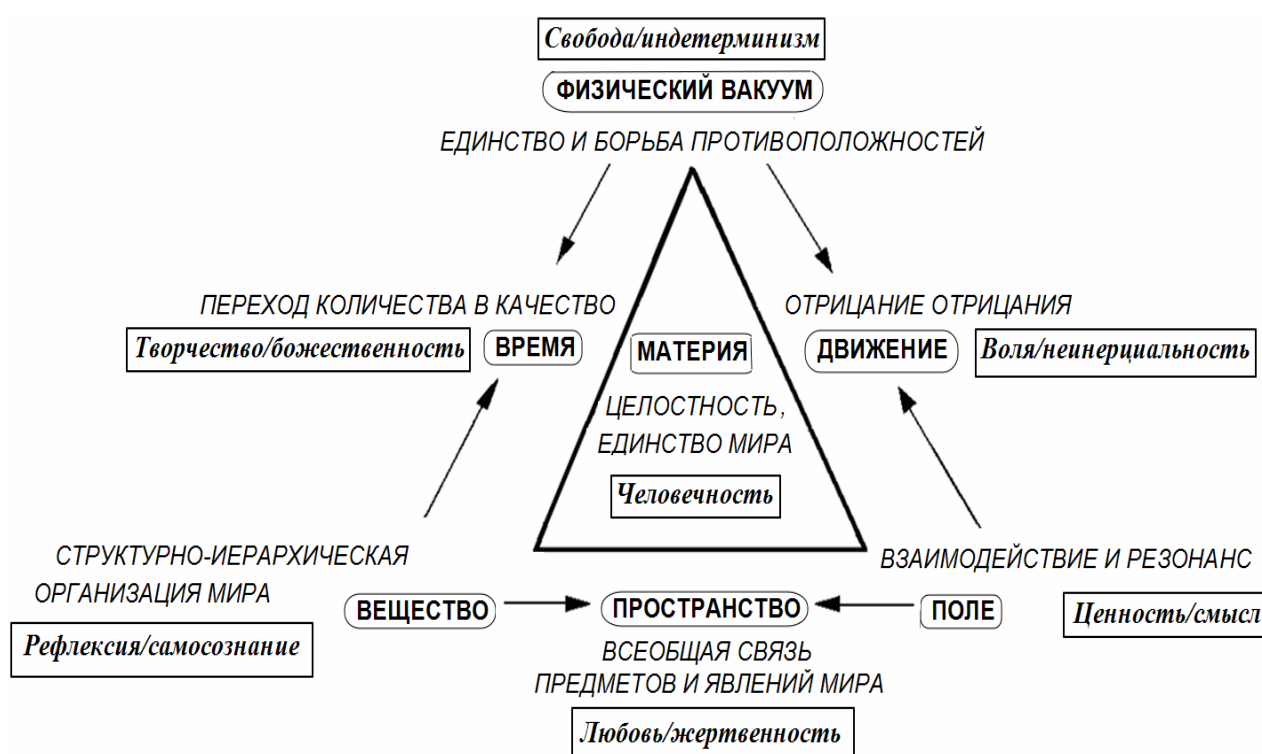 Свобода/индетерминизм
ФИЗИЧЕСКИЙ ВАКУУМ
ЕДИНСТВО И БОРЬБА ПРОТИВОПОЛОЖНОСТЕЙ
ПЕРЕХОД КОЛИЧЕСТВА В КАЧЕСТВО
Творчество/божественность
ВРЕМЯ
МАТЕРИЯ
ЦЕЛОСТНОСТЬ,
ЕДИНСТВО МИРА
Человечность
ОТРИЦАНИЕ ОТРИЦАНИЯ
ДВИЖЕНИЕ
Воля/неинерциальность
СТРУКТУРНО-ИЕРАРХИЧЕСКАЯ
ОРГАНИЗАЦИЯ МИРА
ВЕЩЕСТВО
Рефлексия/самосознание
ПРОСТРАНСТВО
ВСЕОБЩАЯ СВЯЗЬ
ПРЕДМЕТОВ И ЯВЛЕНИЙ МИРА
Любовь/жертвенность
ВЗАИМОДЕЙСТВИЕ И РЕЗОНАНС
ПОЛЕ
Ценность/смысл